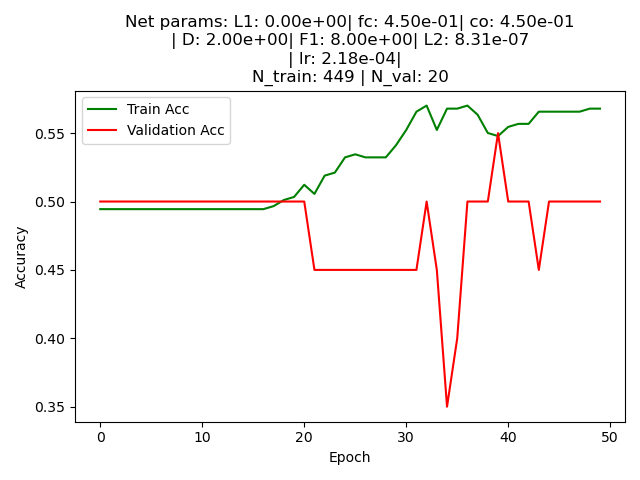 Net params: L1: 0.00e+00| fc: 4.50e-01| co: 4.50e-01
| D: 2.00e+00| F1: 8.00e+00| L2: 8.31e-07
| lr: 2.18e-04|
N_train: 449 | N_val: 20
Train Acc
Validation Acc
0.55
0.50
0.45
0.40
0.35
Accuracy
0 10 20 30 40 50
Epoch